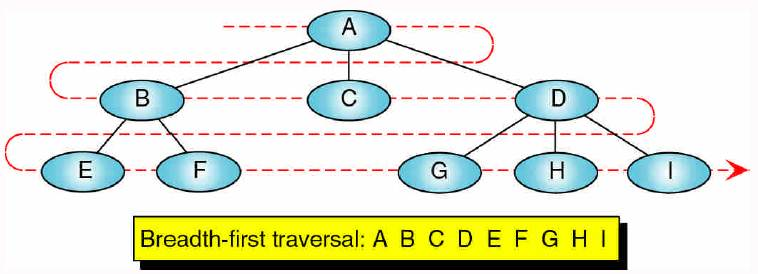 A
B C D
E F G H I
Breadth-first traversal: A B C D E F G H I